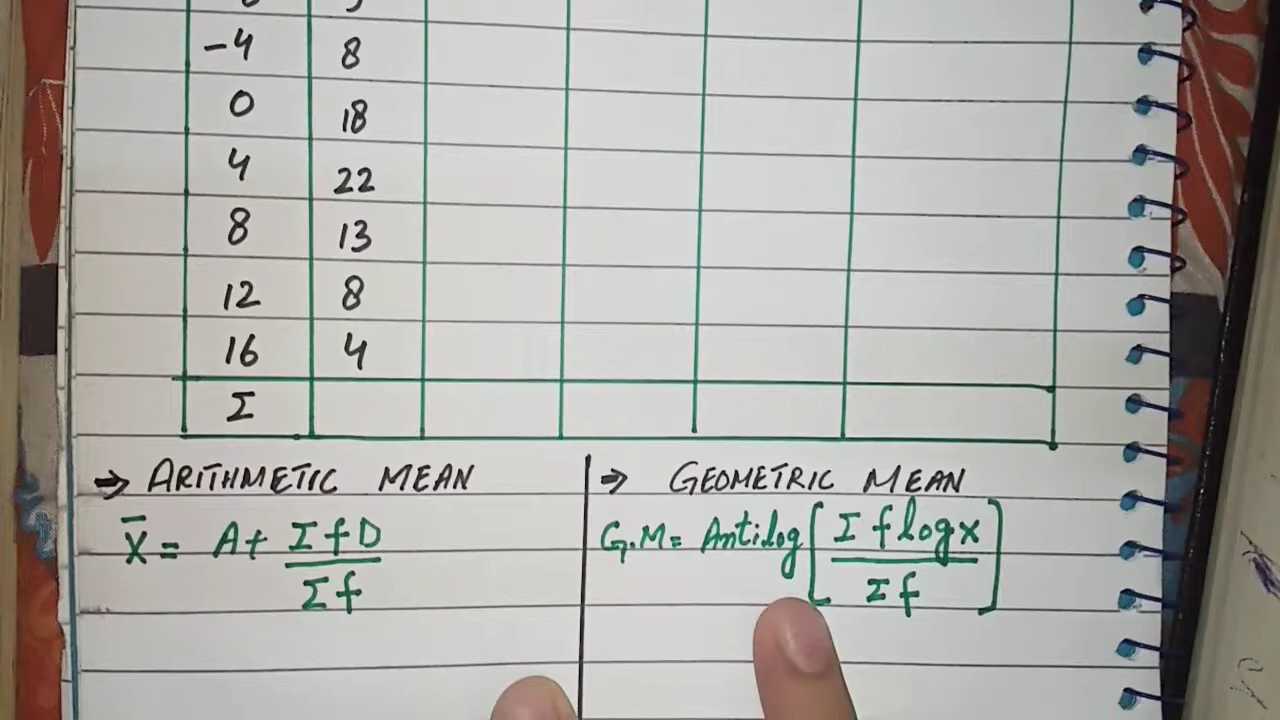 -4 8
0 18
4 22
8 13
12 8
16 4
Σ
⇒ ARITHMETIC MEAN
X̄ = A + ΣfD / Σf
⇒ GEOMETRIC MEAN
G.M = Antilog [Σ f log x / Σf]